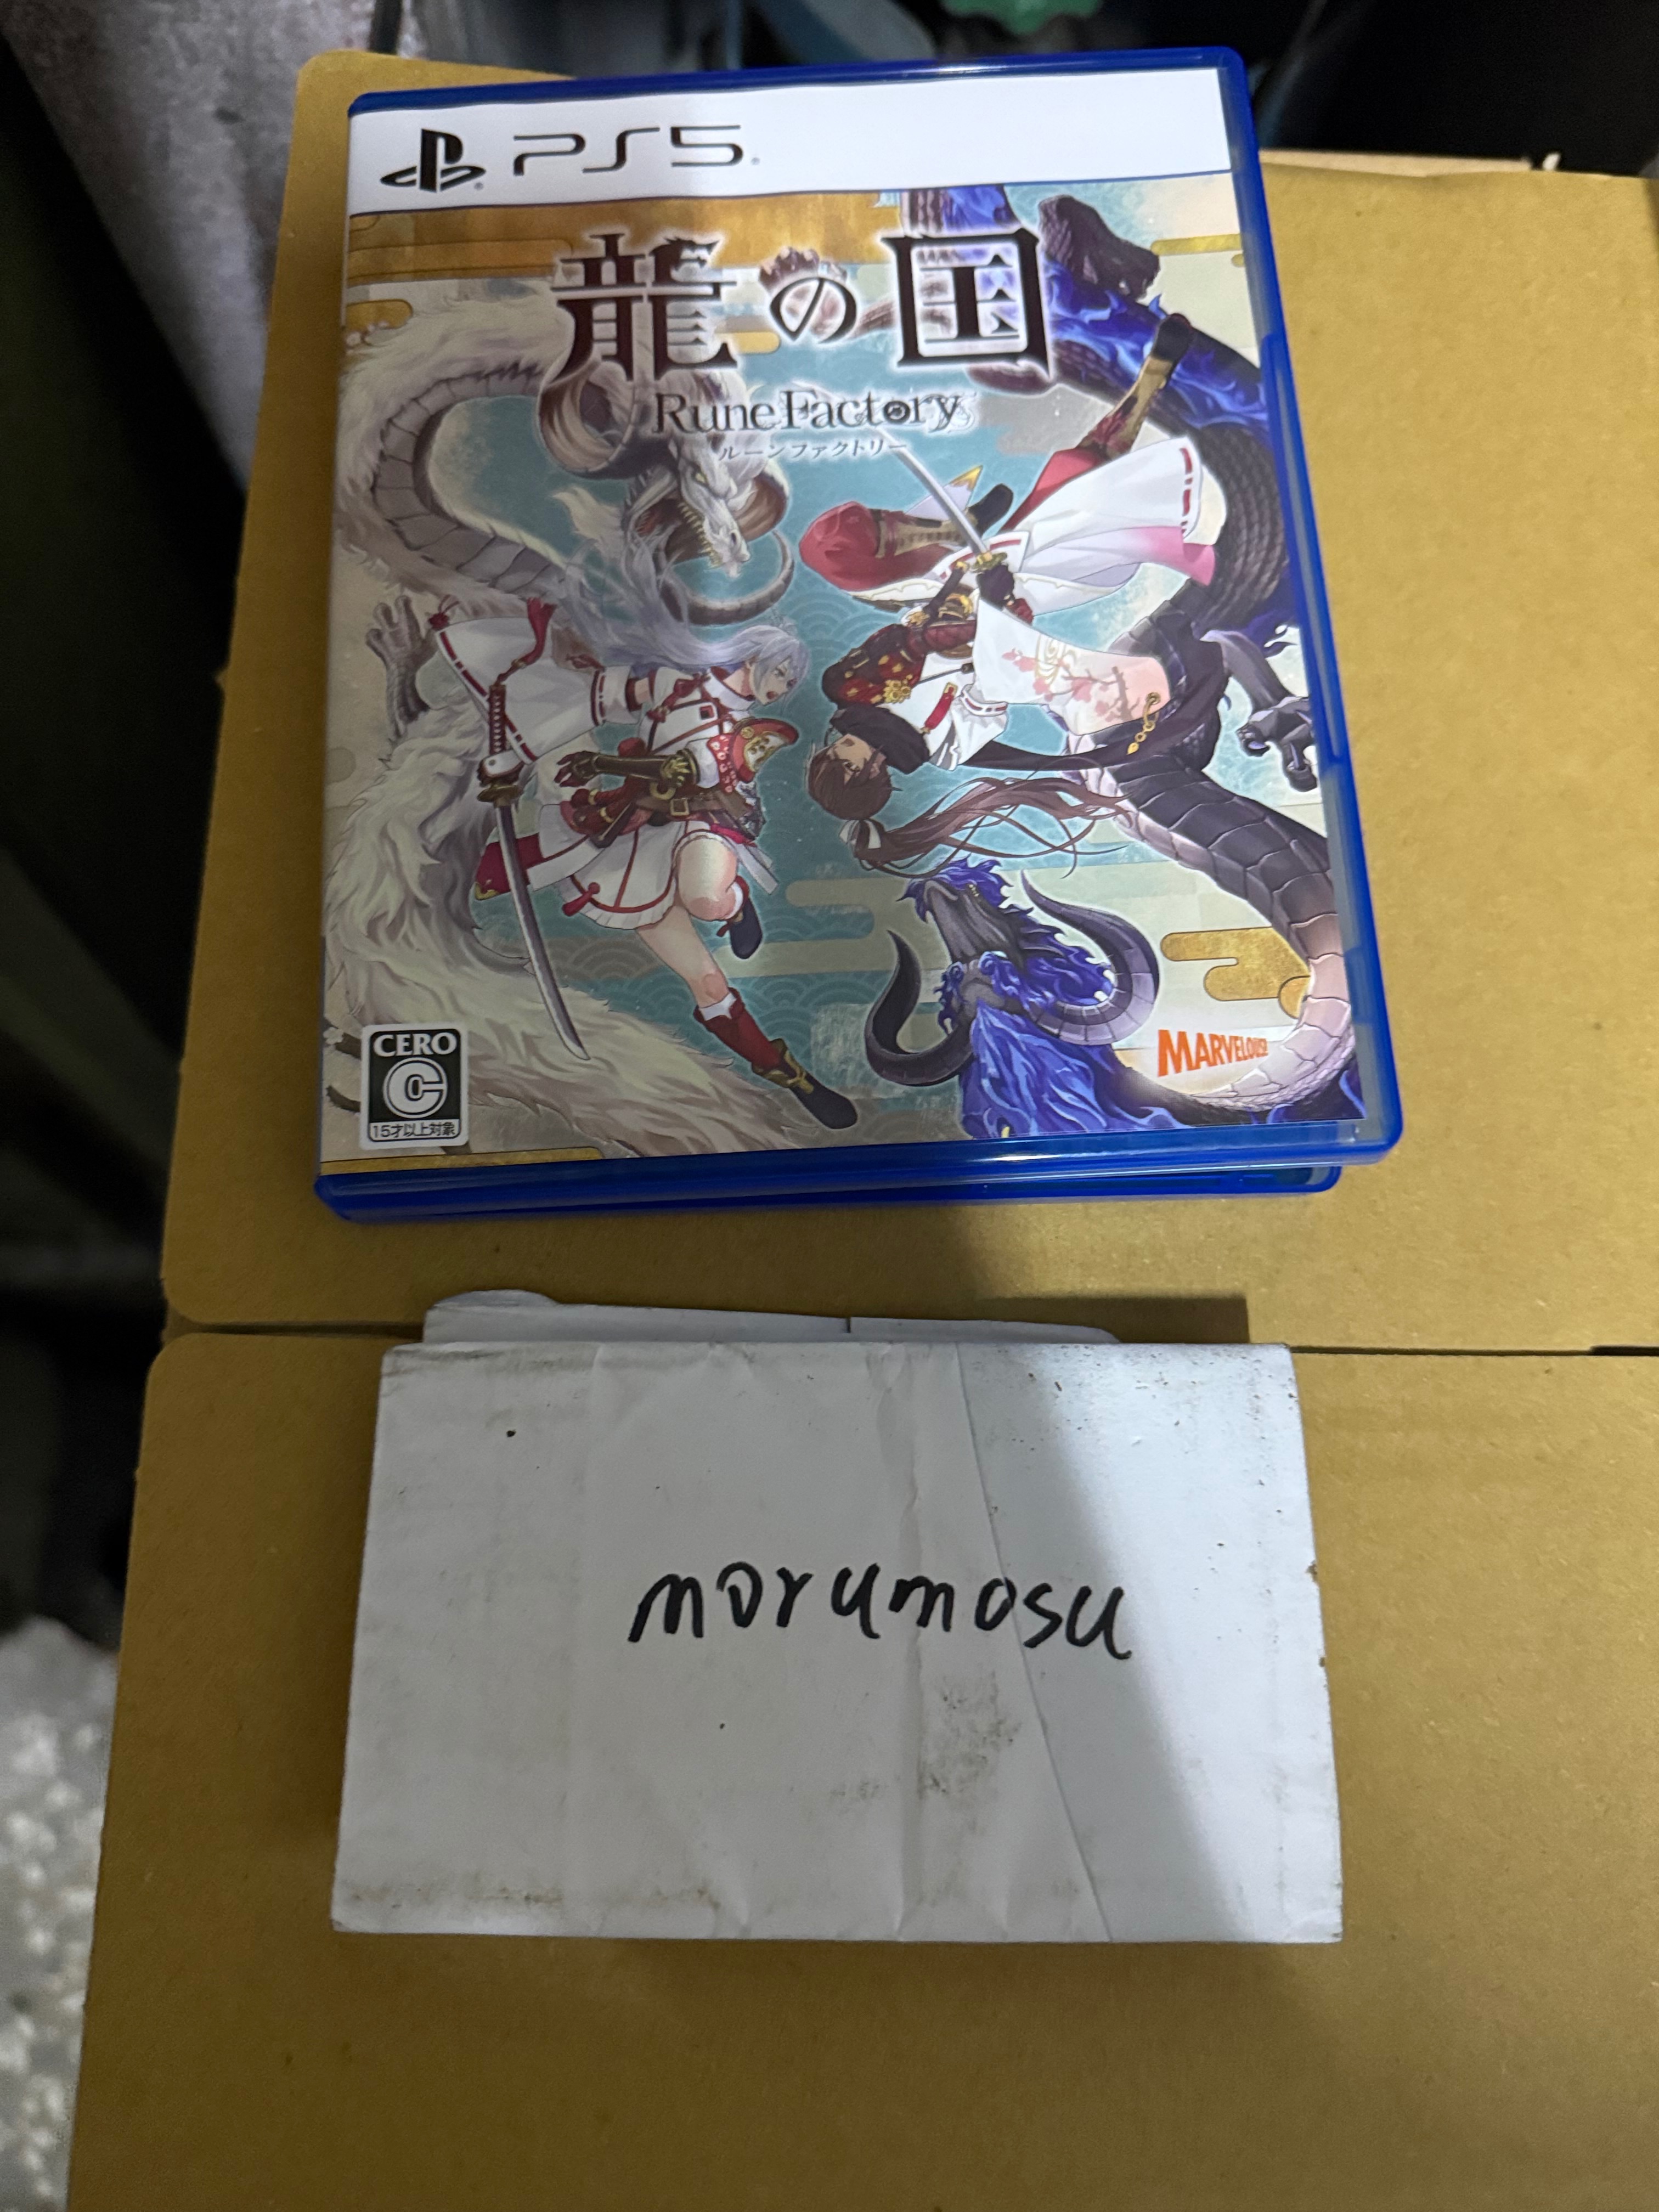 PS5
龍の国
Rune Factory
ルーンファクトリー
CERO
C
15才以上対象
MARVELOUS!
morumosu